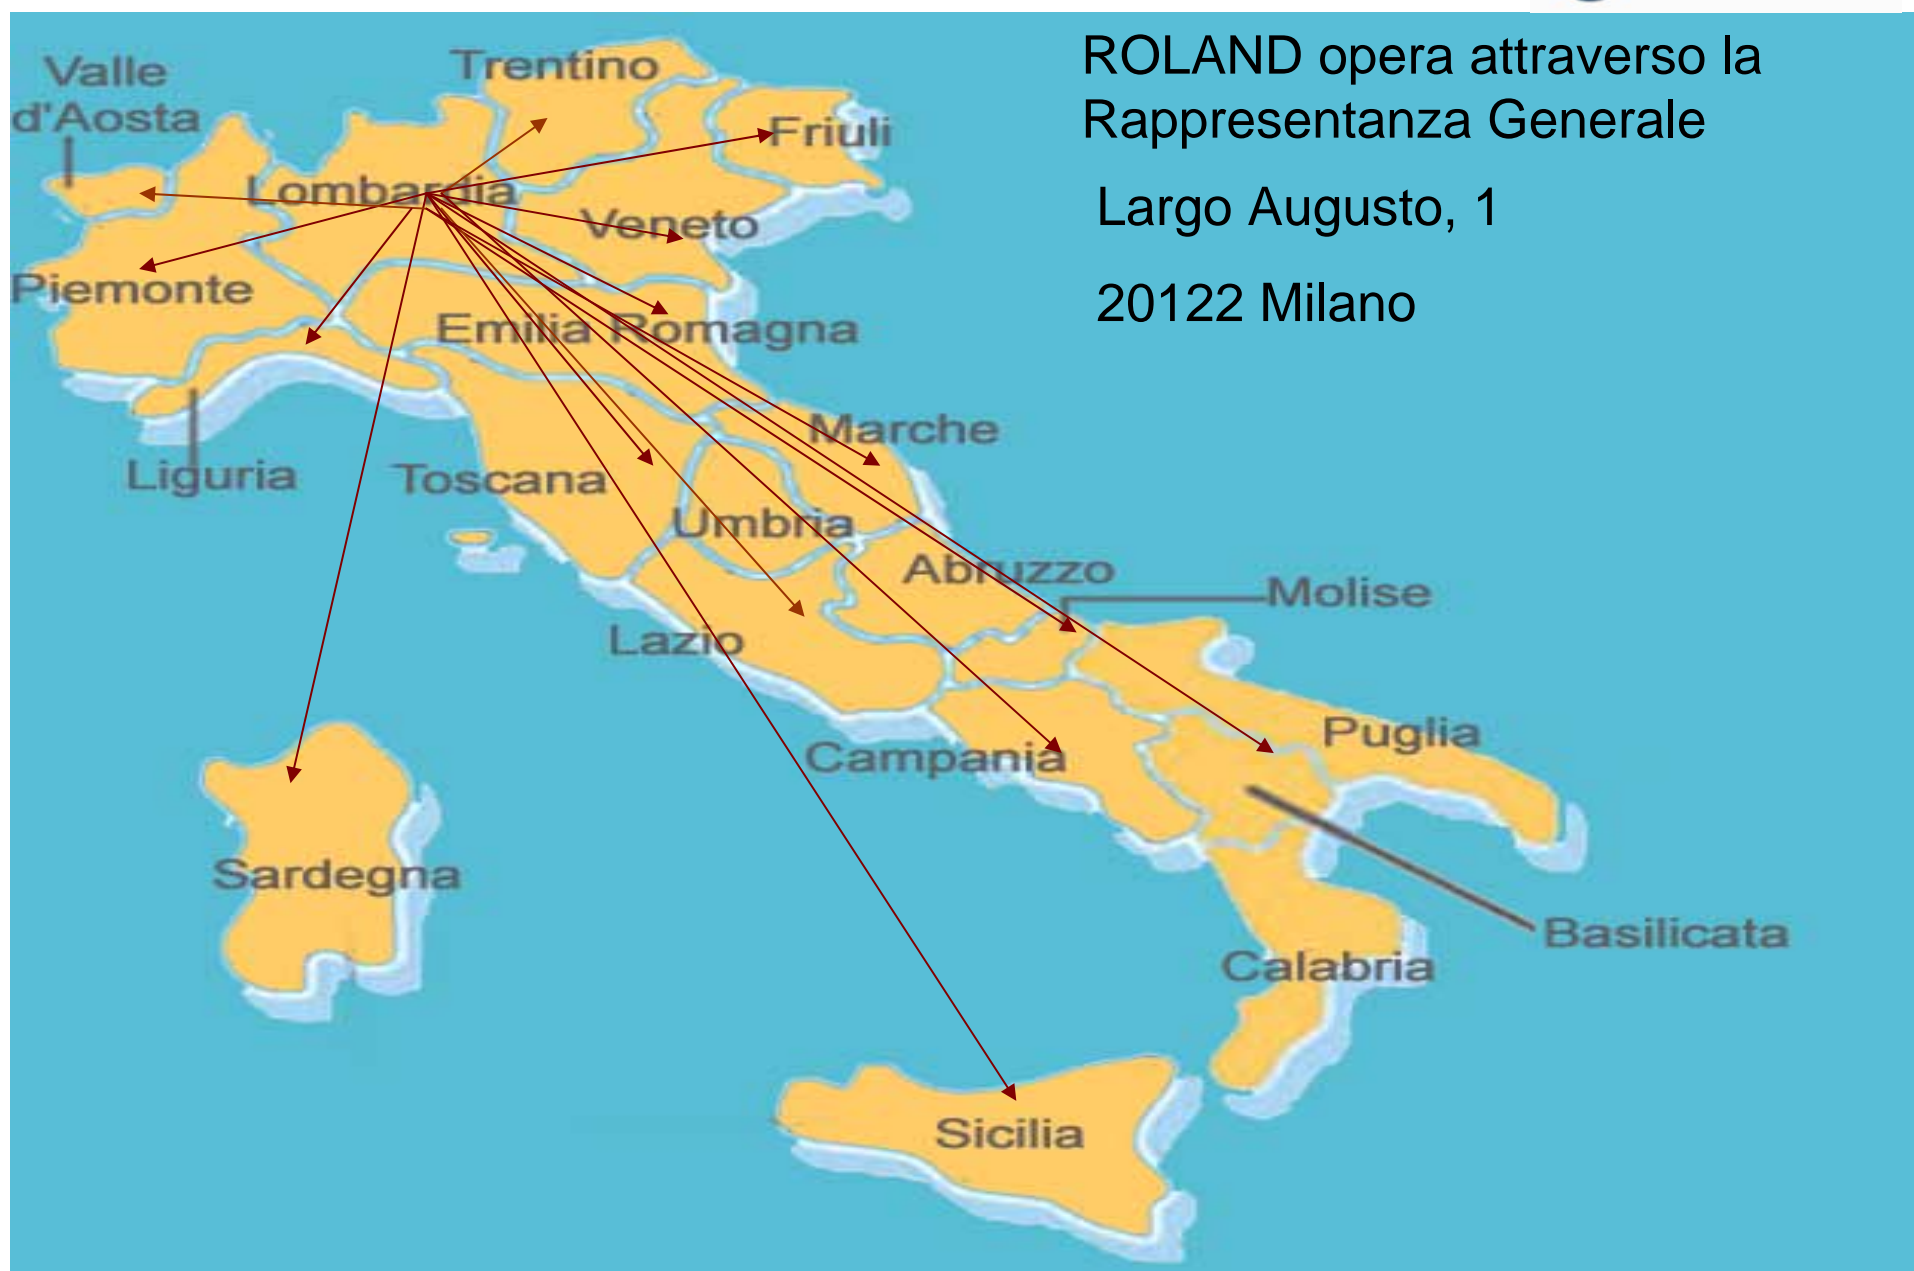 ROLAND opera attraverso la
Rappresentanza Generale
Largo Augusto, 1
20122 Milano
Valle
d'Aosta
Trentino
Friuli
Lombardia
Veneto
Piemonte
Emilia Romagna
Marche
Liguria
Toscana
Umbria
Abruzzo
Molise
Lazio
Puglia
Campania
Sardegna
Basilicata
Calabria
Sicilia